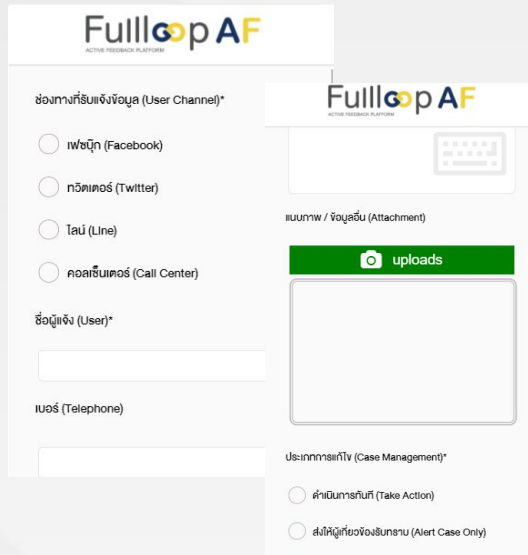 Fullloop AF
ACTIVE FEEDBACK PLATFORM
ช่องทางที่รับแจ้งข้อมูล (User Channel)*
เฟซบุ๊ก (Facebook)
ทวิตเตอร์ (Twitter)
ไลน์ (Line)
คอลเซ็นเตอร์ (Call Center)
ชื่อผู้แจ้ง (User)*
เบอร์ (Telephone)
Fullloop AF
ACTIVE FEEDBACK PLATFORM
แนบภาพ / ข้อมูลอื่น (Attachment)
uploads
ประเภทการแก้ไข (Case Management)*
ดำเนินการทันที (Take Action)
ส่งให้ผู้เกี่ยวข้องรับทราบ (Alert Case Only)